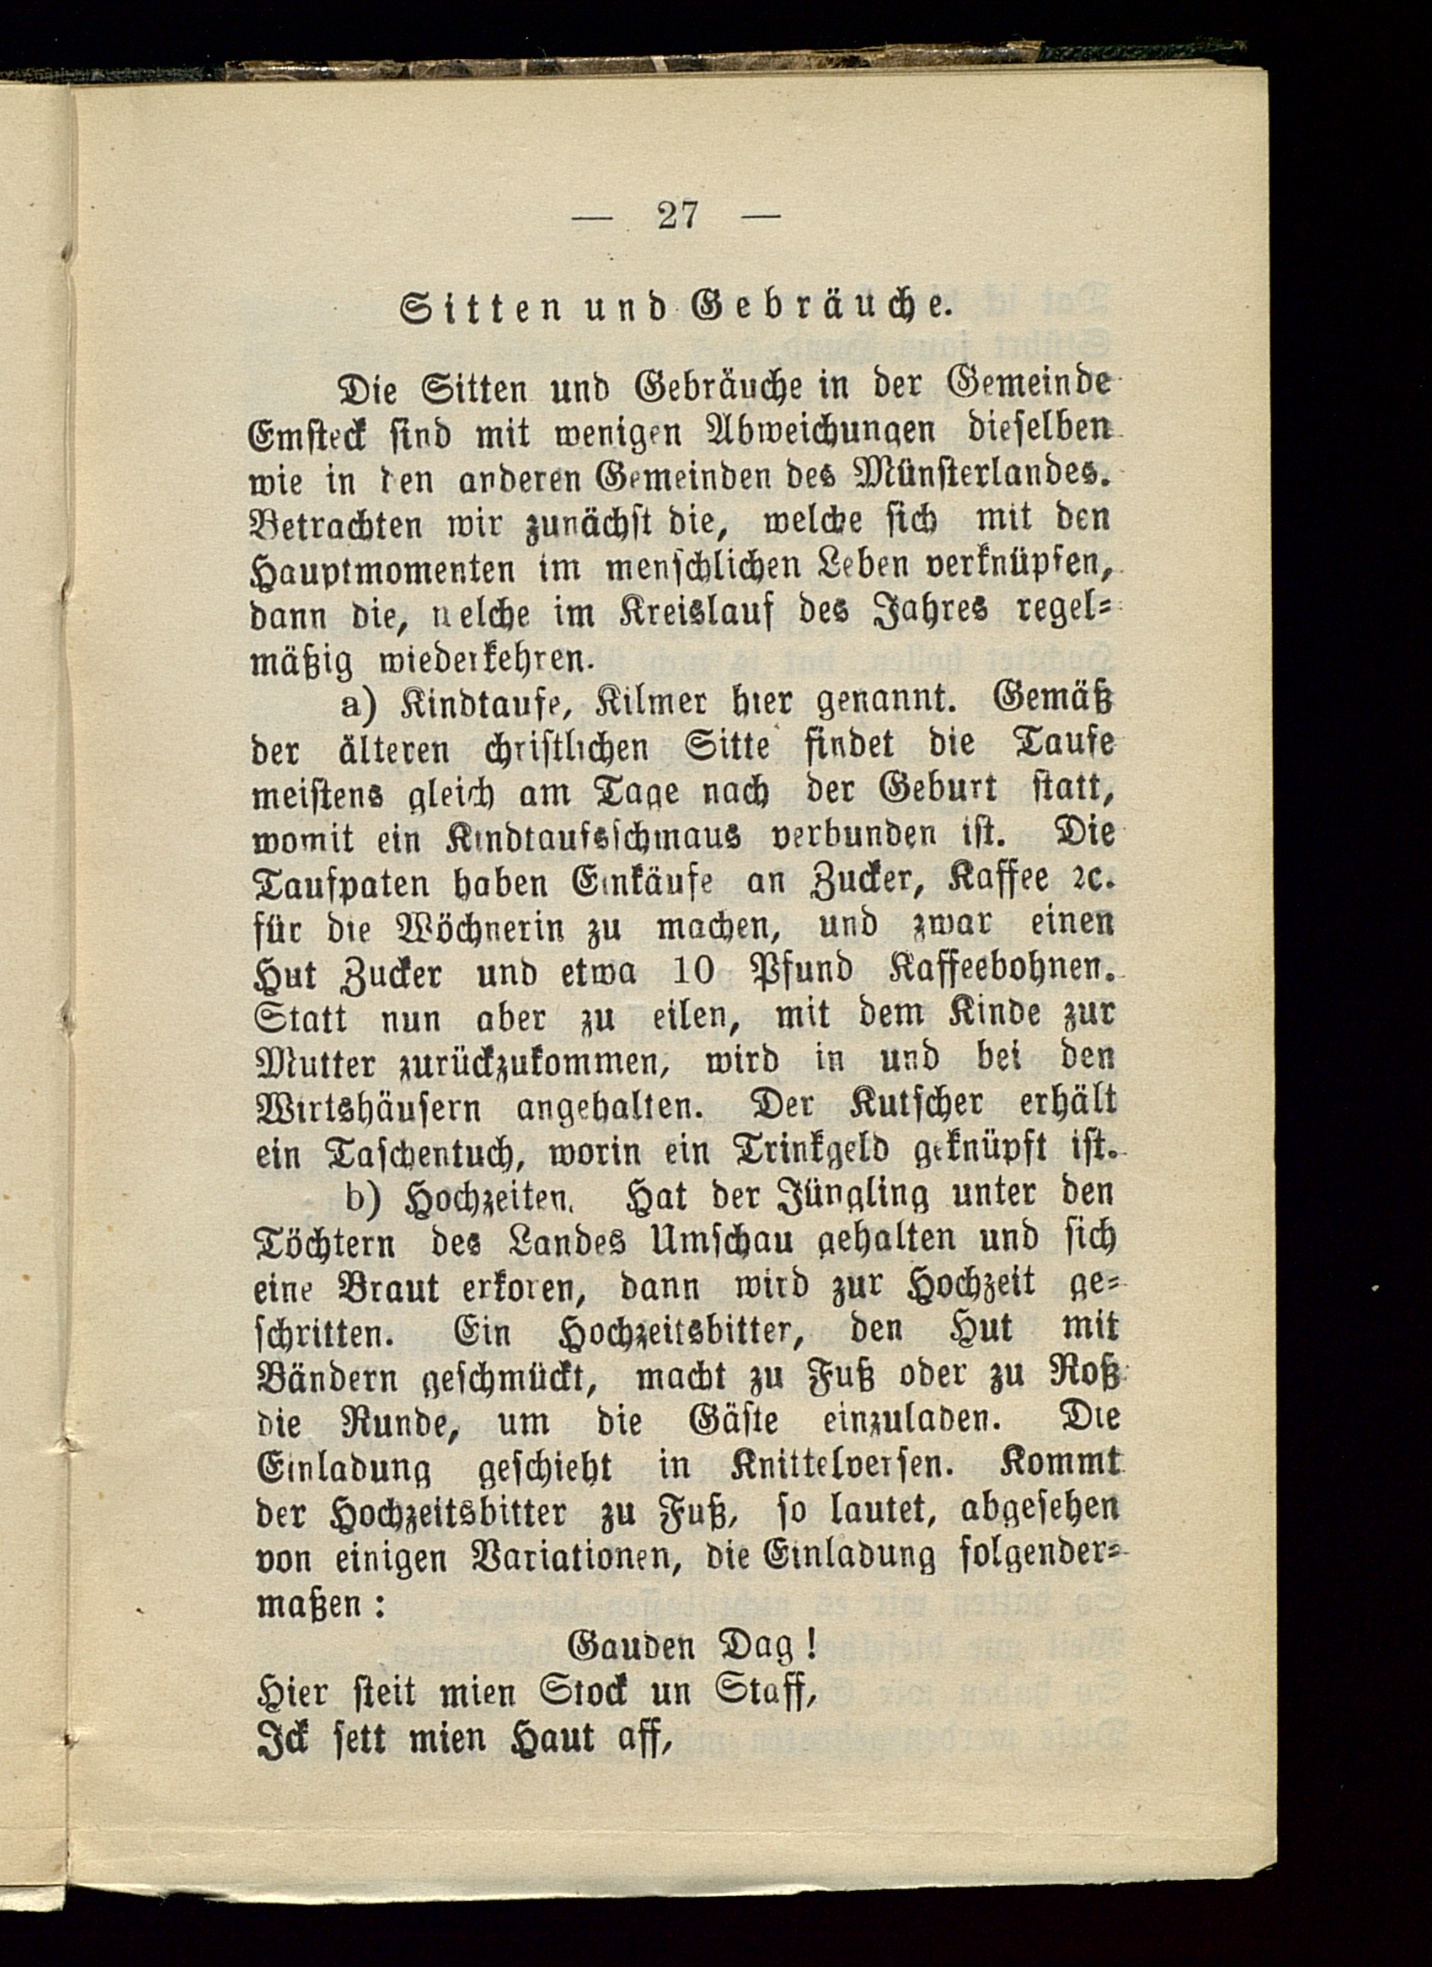 — 27 —
Sitten und Gebräuche.
Die Sitten und Gebräuche in der Gemeinde
Emsteck sind mit wenigen Abweichungen dieselben
wie in den anderen Gemeinden des Münsterlandes.
Betrachten wir zunächst die, welche sich mit den
Hauptmomenten im menschlichen Leben verknüpfen,
dann die, welche im Kreislauf des Jahres regel-
mäßig wiederkehren.
a) Kindtaufe, Kilmer hier genannt. Gemäß
der älteren christlichen Sitte findet die Taufe
meistens gleich am Tage nach der Geburt statt,
womit ein Kindtaufsschmaus verbunden ist. Die
Taufpaten haben Einkäufe an Zucker, Kaffee ꝛc.
für die Wöchnerin zu machen, und zwar einen
Hut Zucker und etwa 10 Pfund Kaffeebohnen.
Statt nun aber zu eilen, mit dem Kinde zur
Mutter zurückzukommen, wird in und bei den
Wirtshäusern angehalten. Der Kutscher erhält
ein Taschentuch, worin ein Trinkgeld geknüpft ist.
b) Hochzeiten. Hat der Jüngling unter den
Töchtern des Landes Umschau gehalten und sich
eine Braut erkoren, dann wird zur Hochzeit ge-
schritten. Ein Hochzeitsbitter, den Hut mit
Bändern geschmückt, macht zu Fuß oder zu Roß
die Runde, um die Gäste einzuladen. Die
Einladung geschieht in Knittelversen. Kommt
der Hochzeitsbitter zu Fuß, so lautet, abgesehen
von einigen Variationen, die Einladung folgender-
maßen:
Gauden Dag!
Hier steit mien Stock un Staff,
Ick sett mien Haut aff,